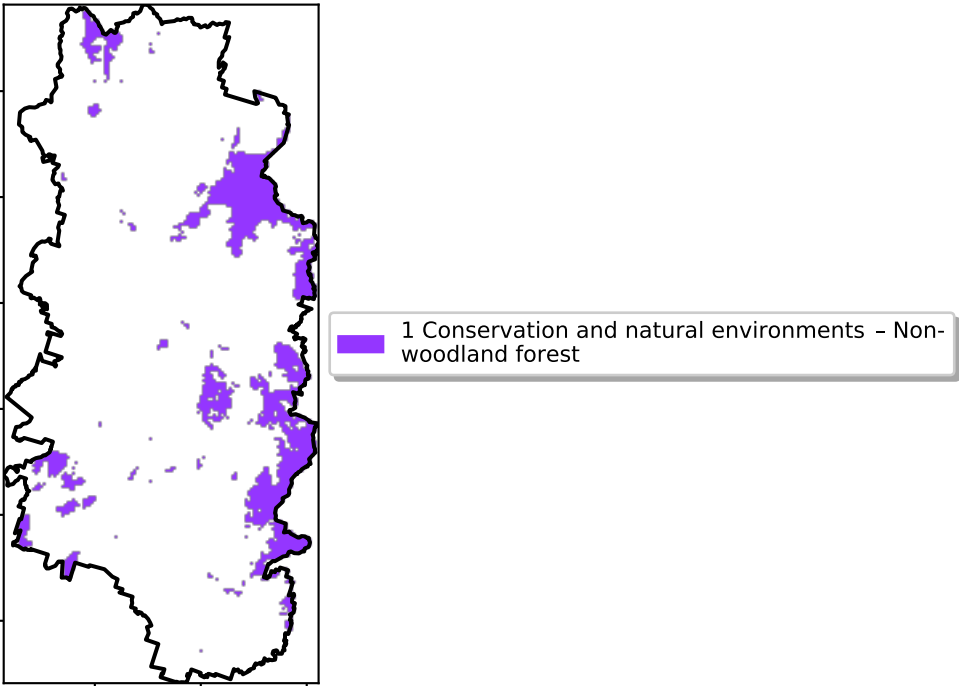 1 Conservation and natural environments – Non-
woodland forest